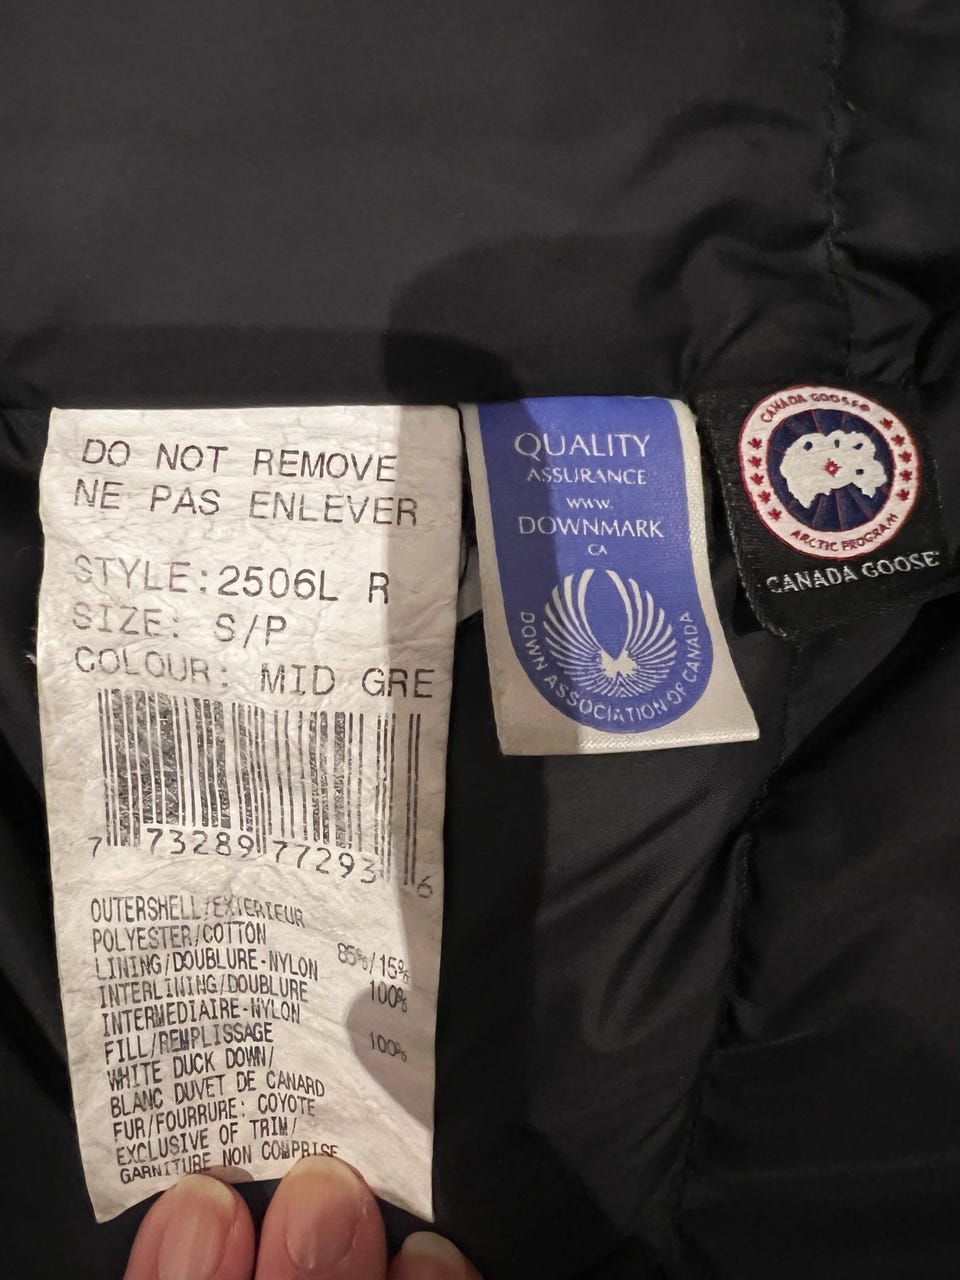 DO NOT REMOVE
NE PAS ENLEVER
STYLE:2506L R
SIZE: S/P
COLOUR: MID GRE
7 73289 77293 6
OUTERSHELL/EXTERIEUR
POLYESTER/COTTON 85%/15%
LINING/DOUBLURE-NYLON 100%
INTERLINING/DOUBLURE
INTERMEDIAIRE-NYLON 100%
FILL/REMPLISSAGE
WHITE DUCK DOWN/
BLANC DUVET DE CANARD
FUR/FOURRURE: COYOTE
EXCLUSIVE OF TRIM/
GARNITURE NON COMPRISE
QUALITY
ASSURANCE
www.
DOWNMARK
CA
DOWN ASSOCIATION OF CANADA
CANADA GOOSE®
ARCTIC PROGRAM
CANADA GOOSE